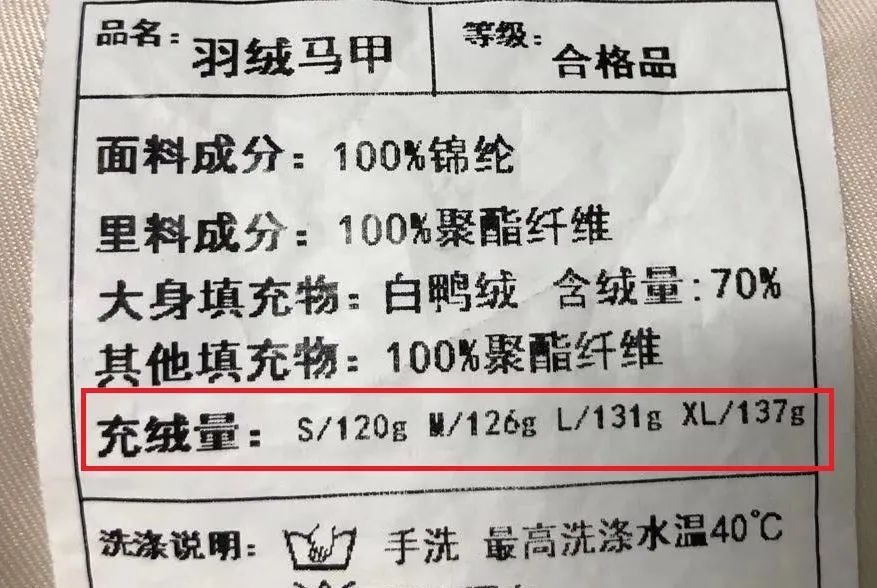 品名: 羽绒马甲 等级: 合格品
面料成分: 100%锦纶
里料成分: 100%聚酯纤维
大身填充物: 白鸭绒 含绒量:70%
其他填充物: 100%聚酯纤维
充绒量: S/120g M/126g L/131g XL/137g
洗涤说明: 手洗 最高洗涤水温40℃